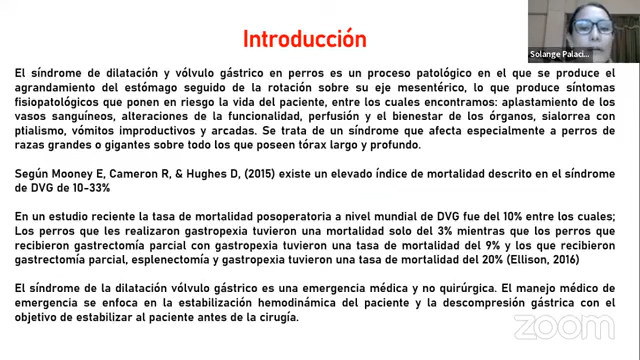 Introducción
Solange Palaci...
El síndrome de dilatación y vólvulo gástrico en perros es un proceso patológico en el que se produce el
agrandamiento del estómago seguido de la rotación sobre su eje mesentérico, lo que produce síntomas
fisiopatológicos que ponen en riesgo la vida del paciente, entre los cuales encontramos: aplastamiento de los
vasos sanguíneos, alteraciones de la funcionalidad, perfusión y el bienestar de los órganos, sialorrea con
ptialismo, vómitos improductivos y arcadas. Se trata de un síndrome que afecta especialmente a perros de
razas grandes o gigantes sobre todo los que poseen tórax largo y profundo.
Según Mooney E, Cameron R, & Hughes D, (2015) existe un elevado índice de mortalidad descrito en el síndrome
de DVG de 10-33%
En un estudio reciente la tasa de mortalidad posoperatoria a nivel mundial de DVG fue del 10% entre los cuales;
Los perros que les realizaron gastropexia tuvieron una mortalidad solo del 3% mientras que los perros que
recibieron gastrectomía parcial con gastropexia tuvieron una tasa de mortalidad del 9% y los que recibieron
gastrectomía parcial, esplenectomía y gastropexia tuvieron una tasa de mortalidad del 20% (Ellison, 2016)
El síndrome de la dilatación vólvulo gástrico es una emergencia médica y no quirúrgica. El manejo médico de
emergencia se enfoca en la estabilización hemodinámica del paciente y la descompresión gástrica con el
objetivo de estabilizar al paciente antes de la cirugía.
zoom